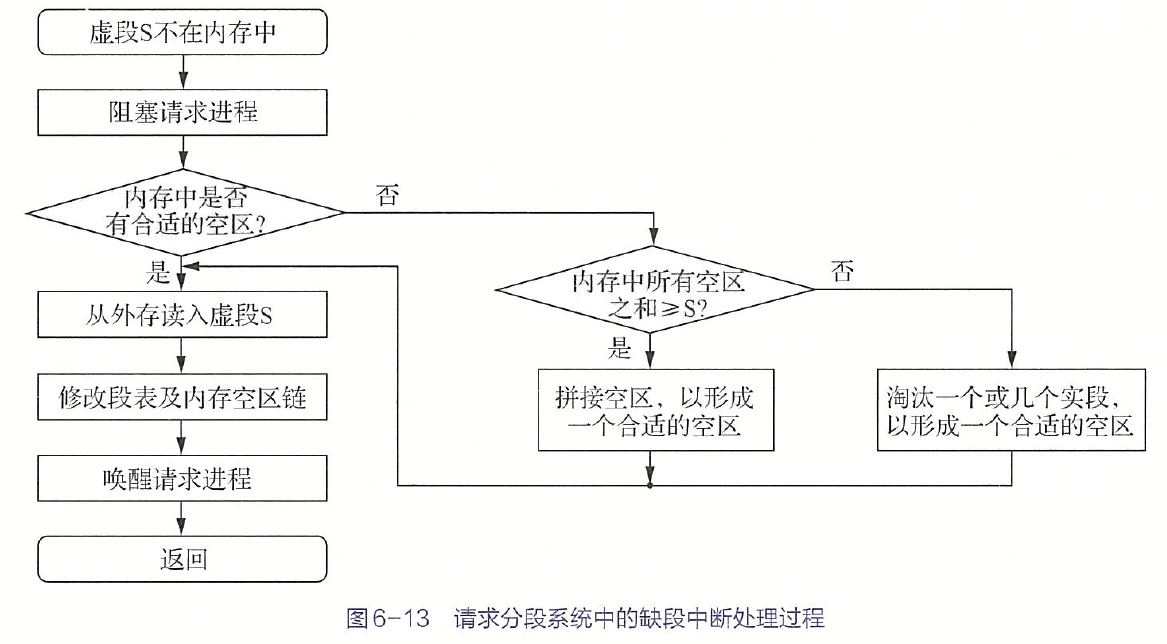 虚段S不在内存中
阻塞请求进程
内存中是否
有合适的空区?
否
是
内存中所有空区
之和≥S?
否
是
从外存读入虚段S
修改段表及内存空区链
唤醒请求进程
返回
拼接空区，以形成
一个合适的空区
淘汰一个或几个实段，
以形成一个合适的空区
图6-13 请求分段系统中的缺段中断处理过程